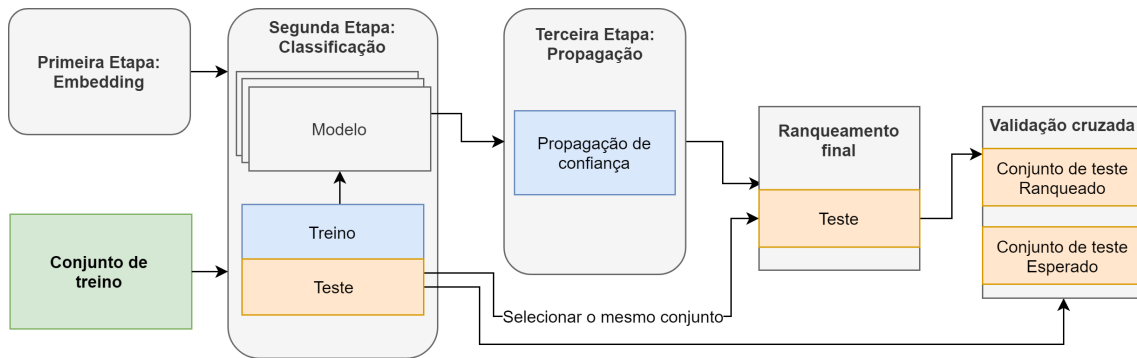 Primeira Etapa:
Embedding
Segunda Etapa:
Classificação
Modelo
Treino
Teste
Conjunto de
treino
Terceira Etapa:
Propagação
Propagação de
confiança
Selecionar o mesmo conjunto
Ranqueamento
final
Teste
Validação cruzada
Conjunto de teste
Ranqueado
Conjunto de teste
Esperado